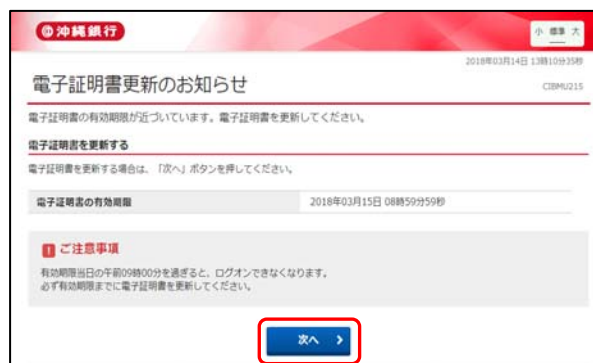 沖縄銀行
小 標準 大
2018年03月14日 13時10分35秒
電子証明書更新のお知らせ
CIBMU215
電子証明書の有効期限が近づいています。電子証明書を更新してください。
電子証明書を更新する
電子証明書を更新する場合は、「次へ」ボタンを押してください。
電子証明書の有効期限 2018年03月15日 08時59分59秒
ご注意事項
有効期限当日の午前09時00分を過ぎると、ログオンできなくなります。
必ず有効期限までに電子証明書を更新してください。
次へ